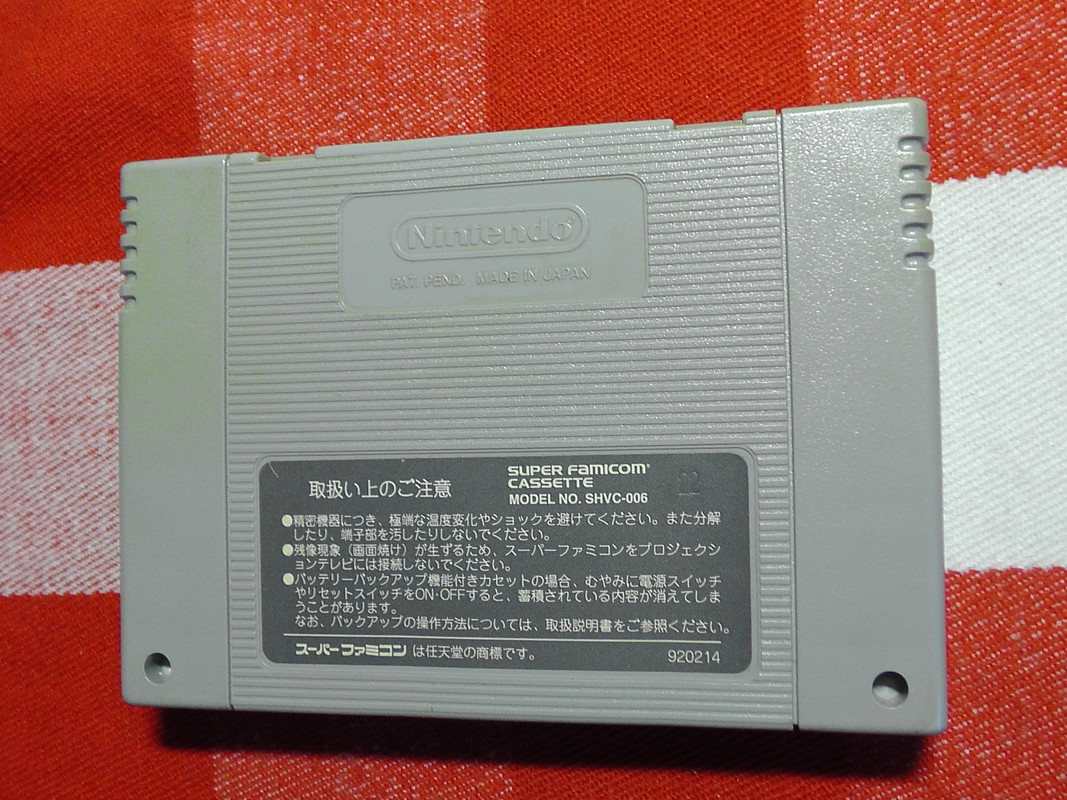 Nintendo
PAT. PEND. MADE IN JAPAN
取扱い上のご注意
SUPER FAMICOM
CASSETTE
MODEL NO. SHVC-006
22
●精密機器につき、極端な温度変化やショックを避けてください。また分解
したり、端子部を汚したりしないでください。
●残像現象(画面焼け)が生ずるため、スーパーファミコンをプロジェクシ
ョンテレビには接続しないでください。
●バッテリーバックアップ機能付きカセットの場合、むやみに電源スイッチ
やリセットスイッチをON・OFFすると、蓄積されている内容が消えてしま
うことがあります。
なお、バックアップの操作方法については、取扱説明書をご参照ください。
スーパーファミコン は任天堂の商標です。
920214